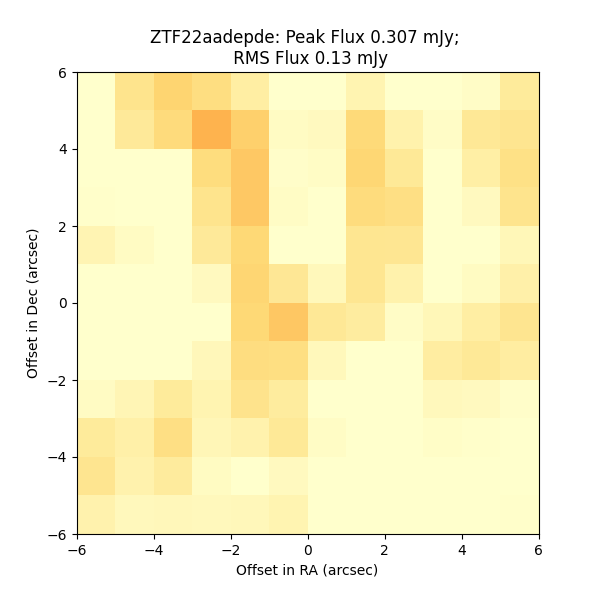 ZTF22aadepde: Peak Flux 0.307 mJy;
RMS Flux 0.13 mJy
6
4
2
0
−2
−4
−6
Offset in Dec (arcsec)
−6 −4 −2 0 2 4 6
Offset in RA (arcsec)